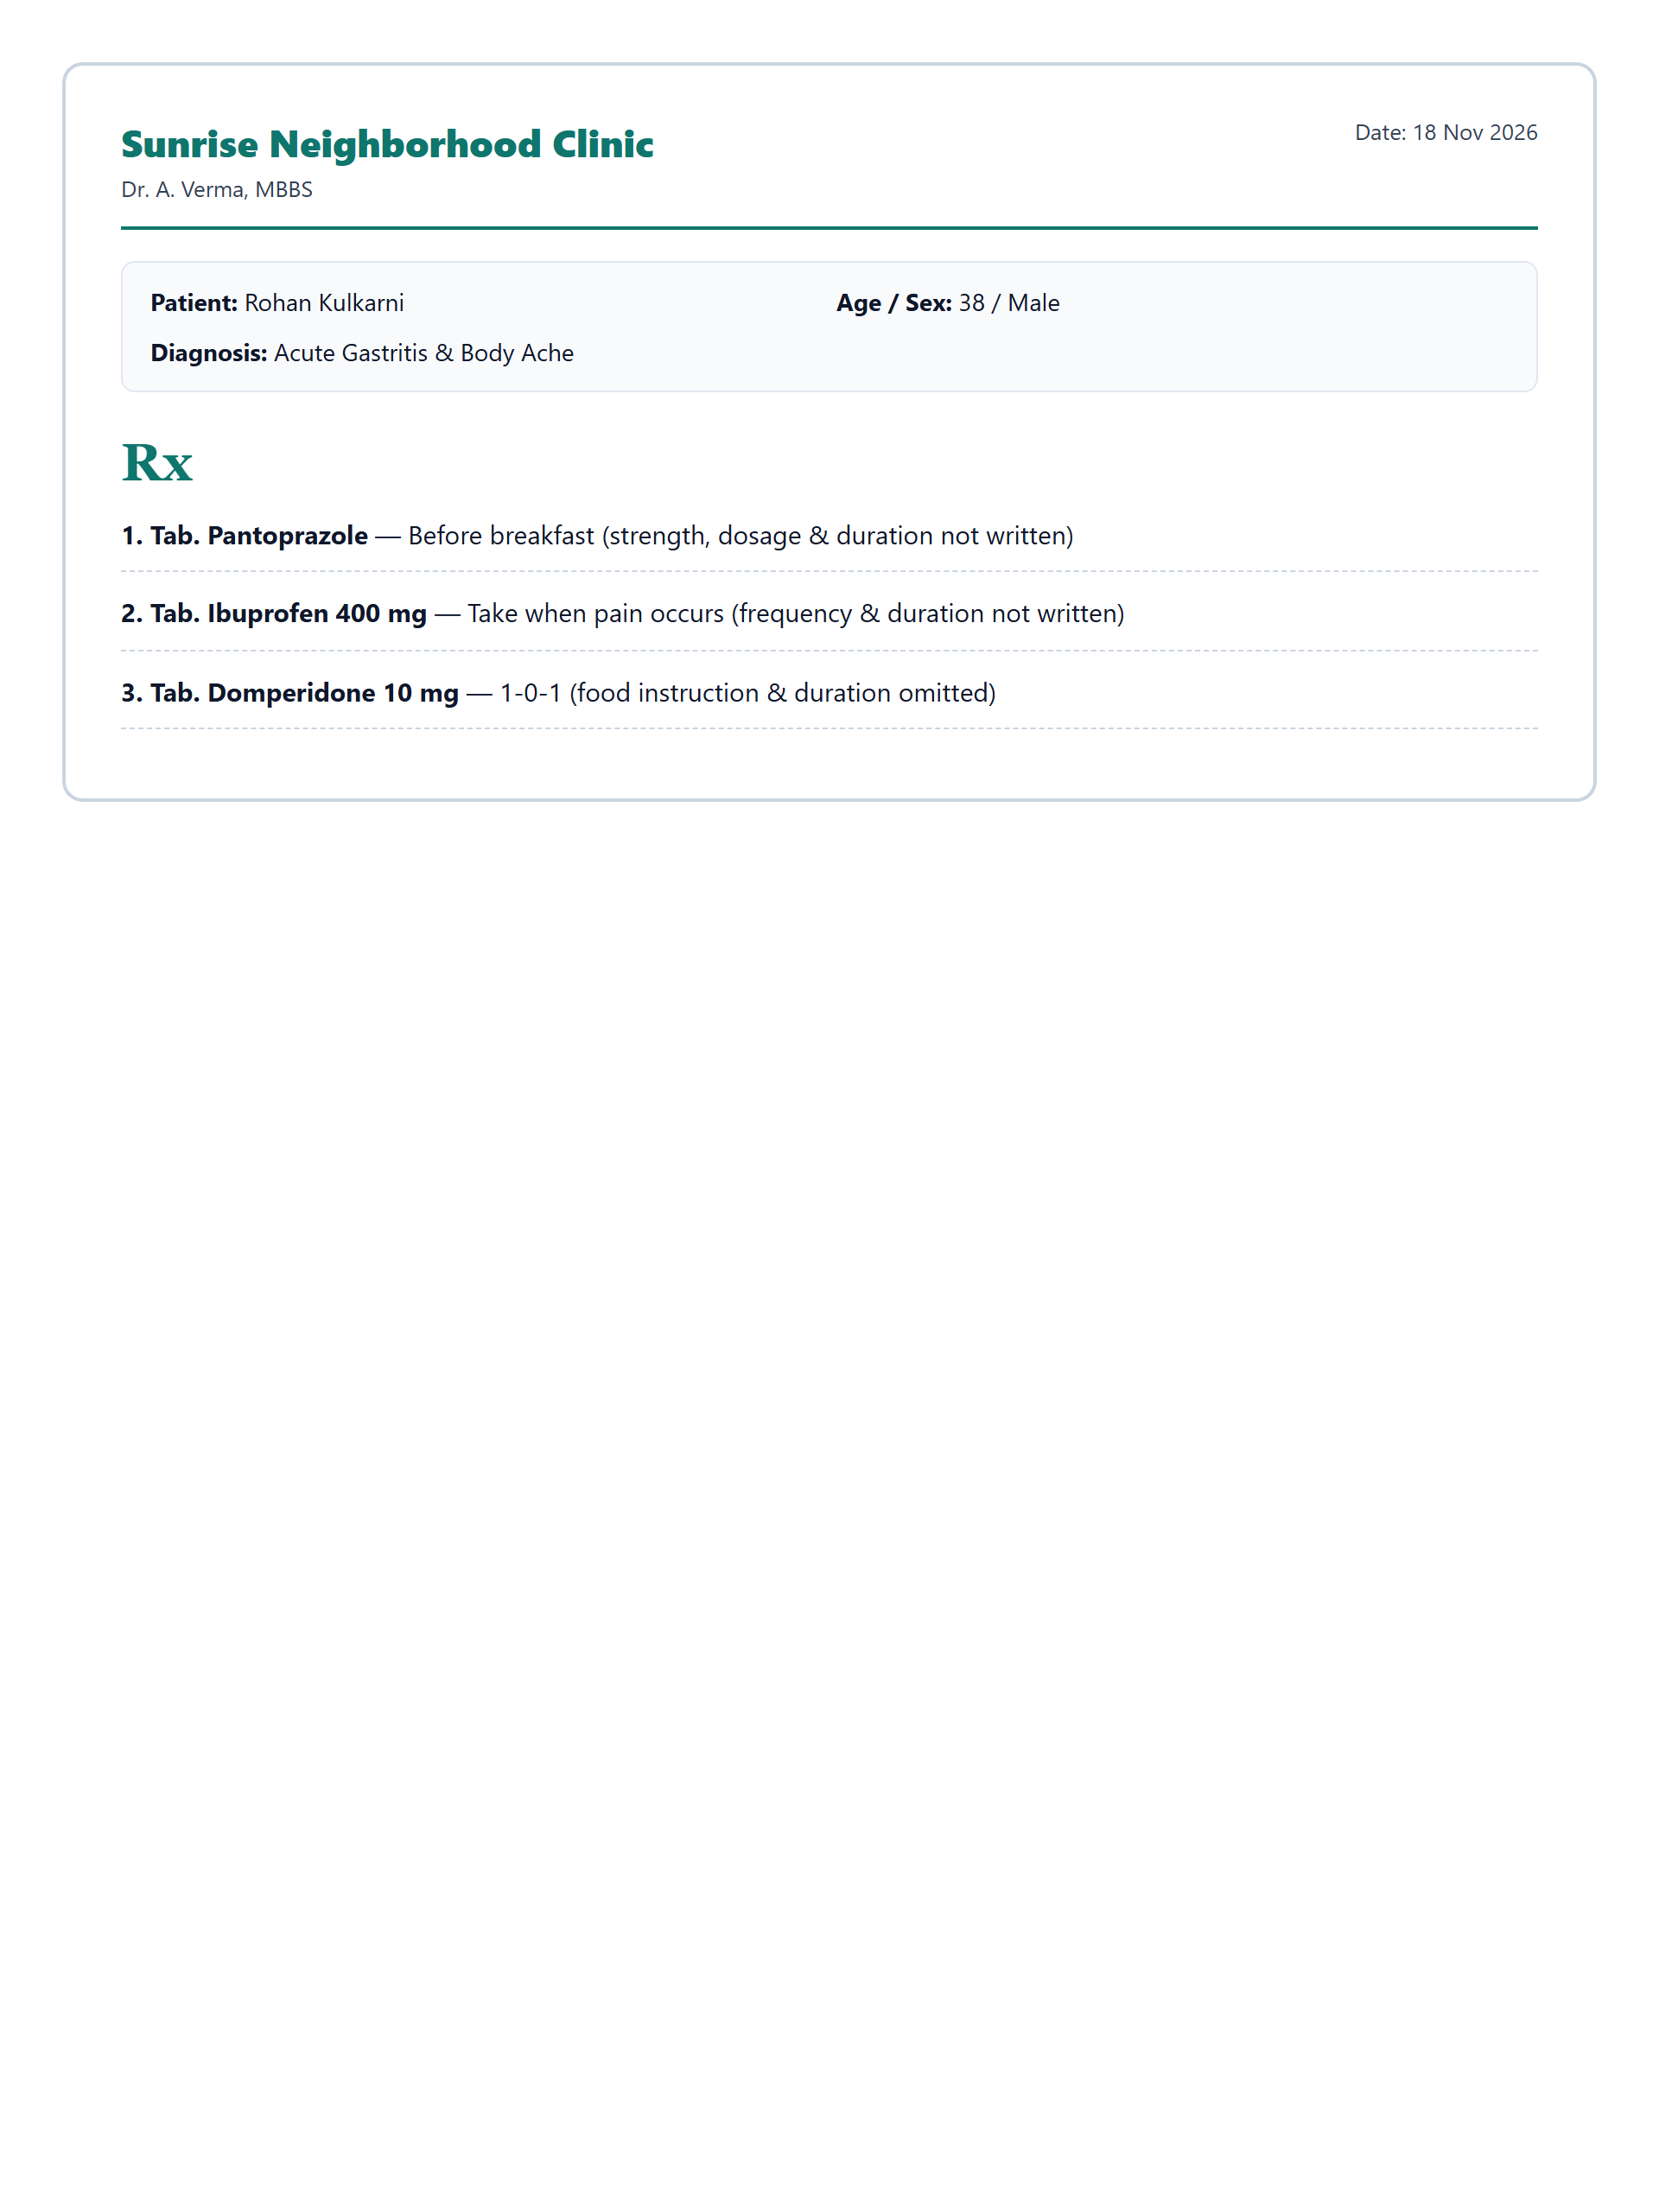 Sunrise Neighborhood Clinic
Date: 18 Nov 2026
Dr. A. Verma, MBBS
Patient: Rohan Kulkarni
Age / Sex: 38 / Male
Diagnosis: Acute Gastritis & Body Ache
Rx
1. Tab. Pantoprazole — Before breakfast (strength, dosage & duration not written)
2. Tab. Ibuprofen 400 mg — Take when pain occurs (frequency & duration not written)
3. Tab. Domperidone 10 mg — 1-0-1 (food instruction & duration omitted)